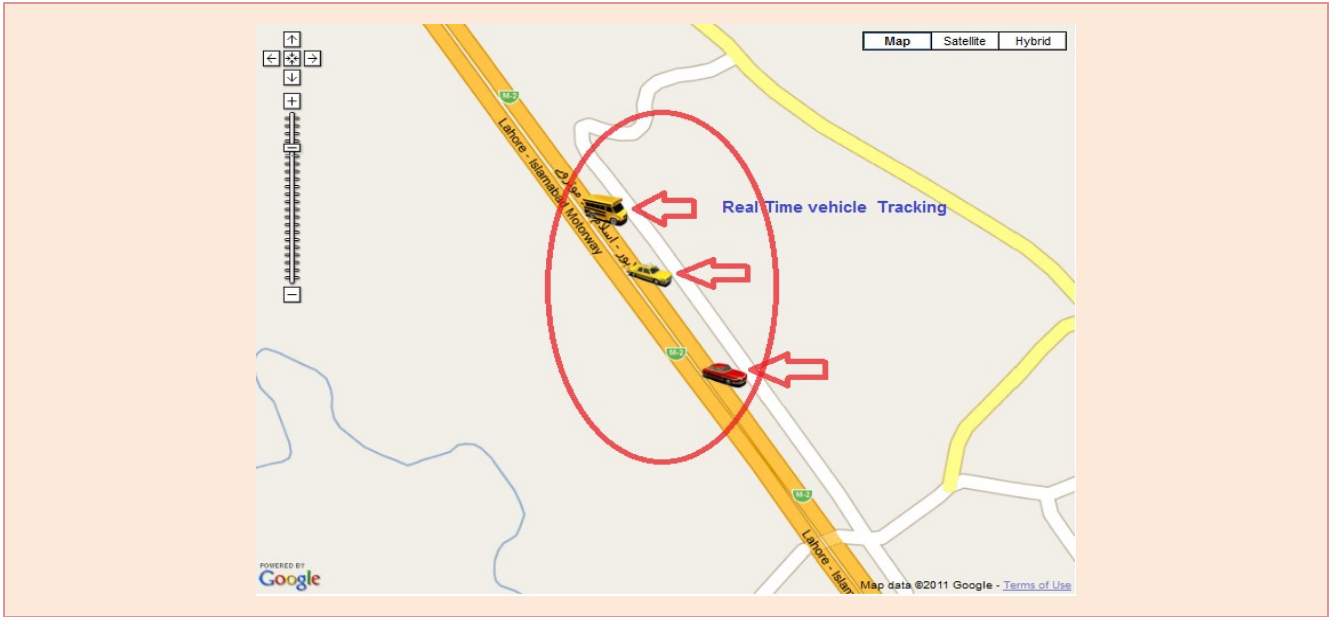 Map Satellite Hybrid
M-2
Lahore - Islamabad Motorway
Real Time vehicle Tracking
M-2
M-2
Lahore - Islam
POWERED BY
Google
Map data ©2011 Google - Terms of Use